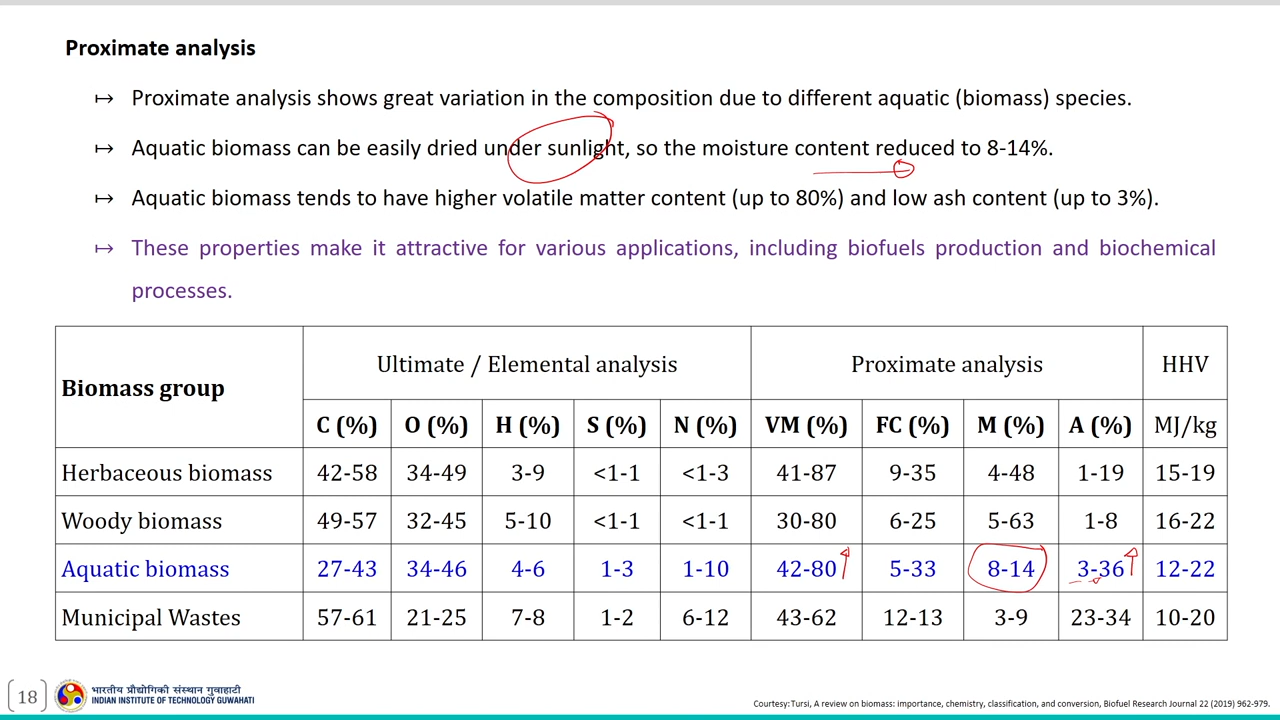 Proximate analysis
↦ Proximate analysis shows great variation in the composition due to different aquatic (biomass) species.
↦ Aquatic biomass can be easily dried under sunlight, so the moisture content reduced to 8-14%.
↦ Aquatic biomass tends to have higher volatile matter content (up to 80%) and low ash content (up to 3%).
↦ These properties make it attractive for various applications, including biofuels production and biochemical
processes.
Biomass group Ultimate / Elemental analysis Proximate analysis HHV
C (%) O (%) H (%) S (%) N (%) VM (%) FC (%) M (%) A (%) MJ/kg
Herbaceous biomass 42-58 34-49 3-9 <1-1 <1-3 41-87 9-35 4-48 1-19 15-19
Woody biomass 49-57 32-45 5-10 <1-1 <1-1 30-80 6-25 5-63 1-8 16-22
Aquatic biomass 27-43 34-46 4-6 1-3 1-10 42-80 5-33 8-14 3-36 12-22
Municipal Wastes 57-61 21-25 7-8 1-2 6-12 43-62 12-13 3-9 23-34 10-20
18
भारतीय प्रौद्योगिकी संस्थान गुवाहाटी
INDIAN INSTITUTE OF TECHNOLOGY GUWAHATI
Courtesy: Tursi, A review on biomass: importance, chemistry, classification, and conversion, Biofuel Research Journal 22 (2019) 962-979.